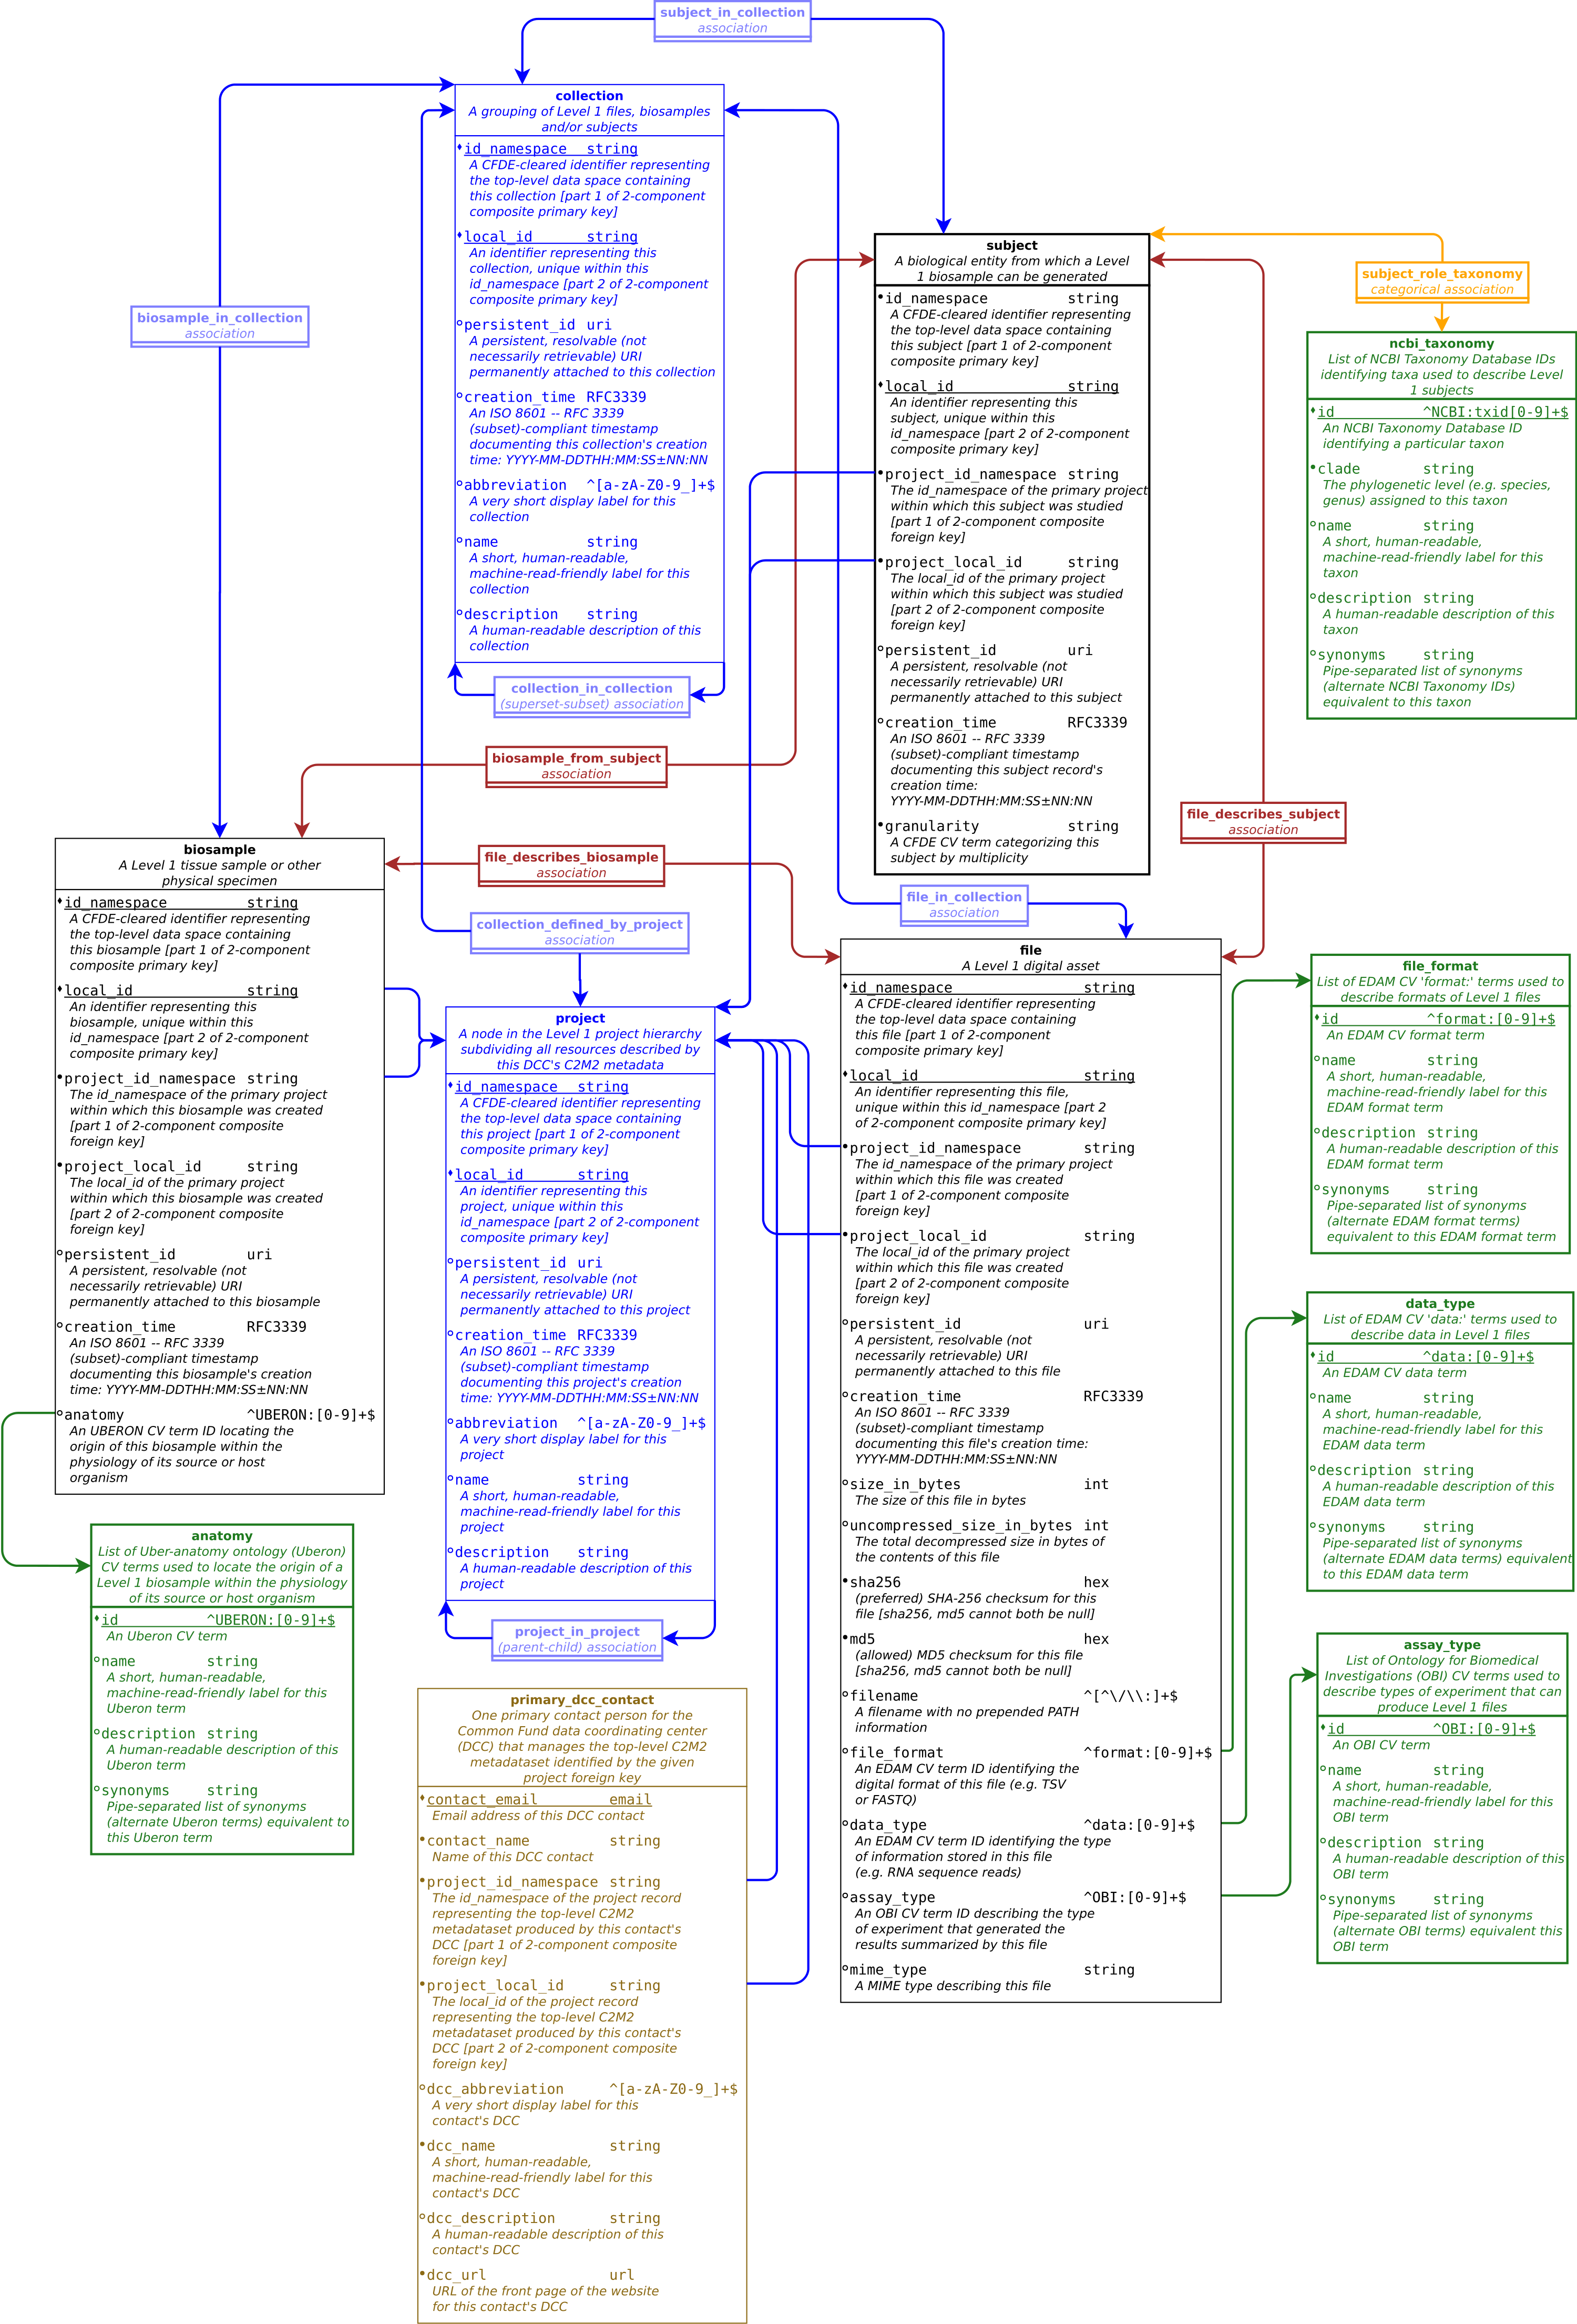 subject_in_collection
association
collection
A grouping of Level 1 files, biosamples
and/or subjects
id_namespace string
A CFDE-cleared identifier representing
the top-level data space containing
this collection [part 1 of 2-component
composite primary key]
local_id string
An identifier representing this
collection, unique within this
id_namespace [part 2 of 2-component
composite primary key]
persistent_id uri
A persistent, resolvable (not
necessarily retrievable) URI
permanently attached to this collection
creation_time RFC3339
An ISO 8601 -- RFC 3339
(subset)-compliant timestamp
documenting this collection's creation
time: YYYY-MM-DDTHH:MM:SS±NN:NN
abbreviation ^[a-zA-Z0-9_]+$
A very short display label for this
collection
name string
A short, human-readable,
machine-read-friendly label for this
collection
description string
A human-readable description of this
collection
collection_in_collection
(superset-subset) association
biosample_in_collection
association
subject
A biological entity from which a Level
1 biosample can be generated
id_namespace string
A CFDE-cleared identifier representing
the top-level data space containing
this subject [part 1 of 2-component
composite primary key]
local_id string
An identifier representing this
subject, unique within this
id_namespace [part 2 of 2-component
composite primary key]
project_id_namespace string
The id_namespace of the primary project
within which this subject was studied
[part 1 of 2-component composite
foreign key]
project_local_id string
The local_id of the primary project
within which this subject was studied
[part 2 of 2-component composite
foreign key]
persistent_id uri
A persistent, resolvable (not
necessarily retrievable) URI
permanently attached to this subject
creation_time RFC3339
An ISO 8601 -- RFC 3339
(subset)-compliant timestamp
documenting this subject record's
creation time:
YYYY-MM-DDTHH:MM:SS±NN:NN
granularity string
A CFDE CV term categorizing this
subject by multiplicity
subject_role_taxonomy
categorical association
ncbi_taxonomy
List of NCBI Taxonomy Database IDs
identifying taxa used to describe Level
1 subjects
id ^NCBI:txid[0-9]+$
An NCBI Taxonomy Database ID
identifying a particular taxon
clade string
The phylogenetic level (e.g. species,
genus) assigned to this taxon
name string
A short, human-readable,
machine-read-friendly label for this
taxon
description string
A human-readable description of this
taxon
synonyms string
Pipe-separated list of synonyms
(alternate NCBI Taxonomy IDs)
equivalent to this taxon
biosample_from_subject
association
file_describes_subject
association
file_describes_biosample
association
file_in_collection
association
collection_defined_by_project
association
biosample
A Level 1 tissue sample or other
physical specimen
id_namespace string
A CFDE-cleared identifier representing
the top-level data space containing
this biosample [part 1 of 2-component
composite primary key]
local_id string
An identifier representing this
biosample, unique within this
id_namespace [part 2 of 2-component
composite primary key]
project_id_namespace string
The id_namespace of the primary project
within which this biosample was created
[part 1 of 2-component composite
foreign key]
project_local_id string
The local_id of the primary project
within which this biosample was created
[part 2 of 2-component composite
foreign key]
persistent_id uri
A persistent, resolvable (not
necessarily retrievable) URI
permanently attached to this biosample
creation_time RFC3339
An ISO 8601 -- RFC 3339
(subset)-compliant timestamp
documenting this biosample's creation
time: YYYY-MM-DDTHH:MM:SS±NN:NN
anatomy ^UBERON:[0-9]+$
An UBERON CV term ID locating the
origin of this biosample within the
physiology of its source or host
organism
anatomy
List of Uber-anatomy ontology (Uberon)
CV terms used to locate the origin of a
Level 1 biosample within the physiology
of its source or host organism
id ^UBERON:[0-9]+$
An Uberon CV term
name string
A short, human-readable,
machine-read-friendly label for this
Uberon term
description string
A human-readable description of this
Uberon term
synonyms string
Pipe-separated list of synonyms
(alternate Uberon terms) equivalent to
this Uberon term
project
A node in the Level 1 project hierarchy
subdividing all resources described by
this DCC's C2M2 metadata
id_namespace string
A CFDE-cleared identifier representing
the top-level data space containing
this project [part 1 of 2-component
composite primary key]
local_id string
An identifier representing this
project, unique within this
id_namespace [part 2 of 2-component
composite primary key]
persistent_id uri
A persistent, resolvable (not
necessarily retrievable) URI
permanently attached to this project
creation_time RFC3339
An ISO 8601 -- RFC 3339
(subset)-compliant timestamp
documenting this project's creation
time: YYYY-MM-DDTHH:MM:SS±NN:NN
abbreviation ^[a-zA-Z0-9_]+$
A very short display label for this
project
name string
A short, human-readable,
machine-read-friendly label for this
project
description string
A human-readable description of this
project
project_in_project
(parent-child) association
primary_dcc_contact
One primary contact person for the
Common Fund data coordinating center
(DCC) that manages the top-level C2M2
metadataset identified by the given
project foreign key
contact_email email
Email address of this DCC contact
contact_name string
Name of this DCC contact
project_id_namespace string
The id_namespace of the project record
representing the top-level C2M2
metadataset produced by this contact's
DCC [part 1 of 2-component composite
foreign key]
project_local_id string
The local_id of the project record
representing the top-level C2M2
metadataset produced by this contact's
DCC [part 2 of 2-component composite
foreign key]
dcc_abbreviation ^[a-zA-Z0-9_]+$
A very short display label for this
contact's DCC
dcc_name string
A short, human-readable,
machine-read-friendly label for this
contact's DCC
dcc_description string
A human-readable description of this
contact's DCC
dcc_url url
URL of the front page of the website
for this contact's DCC
file
A Level 1 digital asset
id_namespace string
A CFDE-cleared identifier representing
the top-level data space containing
this file [part 1 of 2-component
composite primary key]
local_id string
An identifier representing this file,
unique within this id_namespace [part 2
of 2-component composite primary key]
project_id_namespace string
The id_namespace of the primary project
within which this file was created
[part 1 of 2-component composite
foreign key]
project_local_id string
The local_id of the primary project
within which this file was created
[part 2 of 2-component composite
foreign key]
persistent_id uri
A persistent, resolvable (not
necessarily retrievable) URI
permanently attached to this file
creation_time RFC3339
An ISO 8601 -- RFC 3339
(subset)-compliant timestamp
documenting this file's creation time:
YYYY-MM-DDTHH:MM:SS±NN:NN
size_in_bytes int
The size of this file in bytes
uncompressed_size_in_bytes int
The total decompressed size in bytes of
the contents of this file
sha256 hex
(preferred) SHA-256 checksum for this
file [sha256, md5 cannot both be null]
md5 hex
(allowed) MD5 checksum for this file
[sha256, md5 cannot both be null]
filename ^[^\/\\:]+$
A filename with no prepended PATH
information
file_format ^format:[0-9]+$
An EDAM CV term ID identifying the
digital format of this file (e.g. TSV
or FASTQ)
data_type ^data:[0-9]+$
An EDAM CV term ID identifying the type
of information stored in this file
(e.g. RNA sequence reads)
assay_type ^OBI:[0-9]+$
An OBI CV term ID describing the type
of experiment that generated the
results summarized by this file
mime_type string
A MIME type describing this file
file_format
List of EDAM CV 'format:' terms used to
describe formats of Level 1 files
id ^format:[0-9]+$
An EDAM CV format term
name string
A short, human-readable,
machine-read-friendly label for this
EDAM format term
description string
A human-readable description of this
EDAM format term
synonyms string
Pipe-separated list of synonyms
(alternate EDAM format terms)
equivalent to this EDAM format term
data_type
List of EDAM CV 'data:' terms used to
describe data in Level 1 files
id ^data:[0-9]+$
An EDAM CV data term
name string
A short, human-readable,
machine-read-friendly label for this
EDAM data term
description string
A human-readable description of this
EDAM data term
synonyms string
Pipe-separated list of synonyms
(alternate EDAM data terms) equivalent
to this EDAM data term
assay_type
List of Ontology for Biomedical
Investigations (OBI) CV terms used to
describe types of experiment that can
produce Level 1 files
id ^OBI:[0-9]+$
An OBI CV term
name string
A short, human-readable,
machine-read-friendly label for this
OBI term
description string
A human-readable description of this
OBI term
synonyms string
Pipe-separated list of synonyms
(alternate OBI terms) equivalent this
OBI term